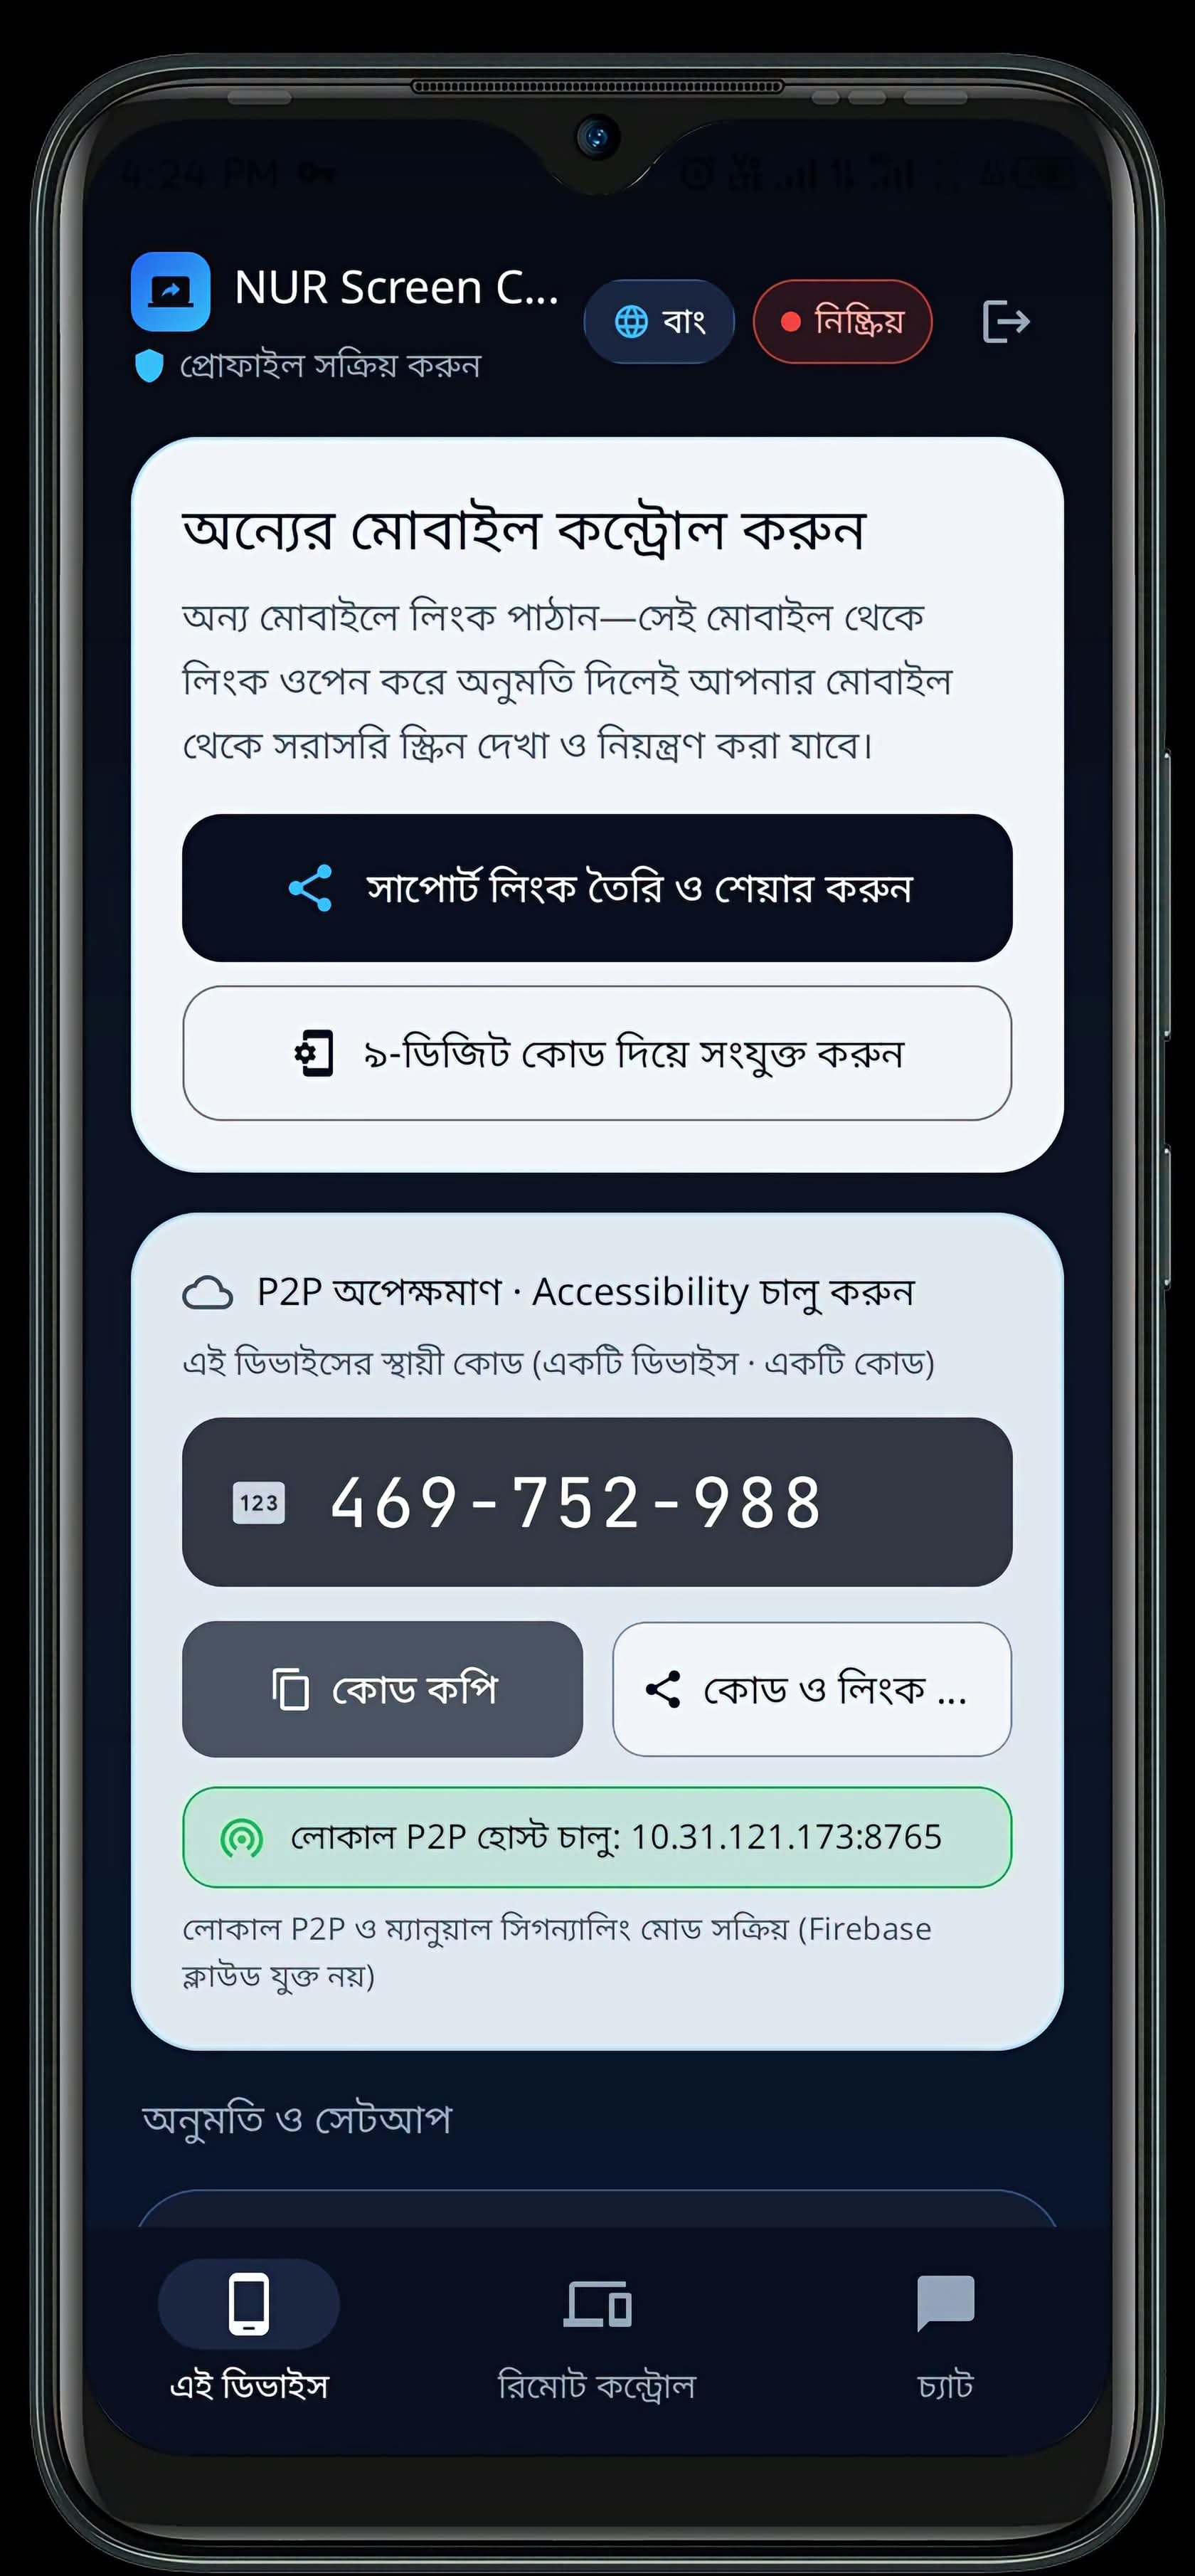 4:24 PM
NUR Screen C...
বাং
নিষ্ক্রিয়
প্রোফাইল সক্রিয় করুন
অন্যের মোবাইল কন্ট্রোল করুন
অন্য মোবাইলে লিংক পাঠান—সেই মোবাইল থেকে
লিংক ওপেন করে অনুমতি দিলেই আপনার মোবাইল
থেকে সরাসরি স্ক্রিন দেখা ও নিয়ন্ত্রণ করা যাবে।
সাপোর্ট লিংক তৈরি ও শেয়ার করুন
৯-ডিজিট কোড দিয়ে সংযুক্ত করুন
P2P অপেক্ষমাণ · Accessibility চালু করুন
এই ডিভাইসের স্থায়ী কোড (একটি ডিভাইস · একটি কোড)
123
469-752-988
কোড কপি
কোড ও লিংক ...
লোকাল P2P হোস্ট চালু: 10.31.121.173:8765
লোকাল P2P ও ম্যানুয়াল সিগন্যালিং মোড সক্রিয় (Firebase
ক্লাউড যুক্ত নয়)
অনুমতি ও সেটআপ
এই ডিভাইস
রিমোট কন্ট্রোল
চ্যাট